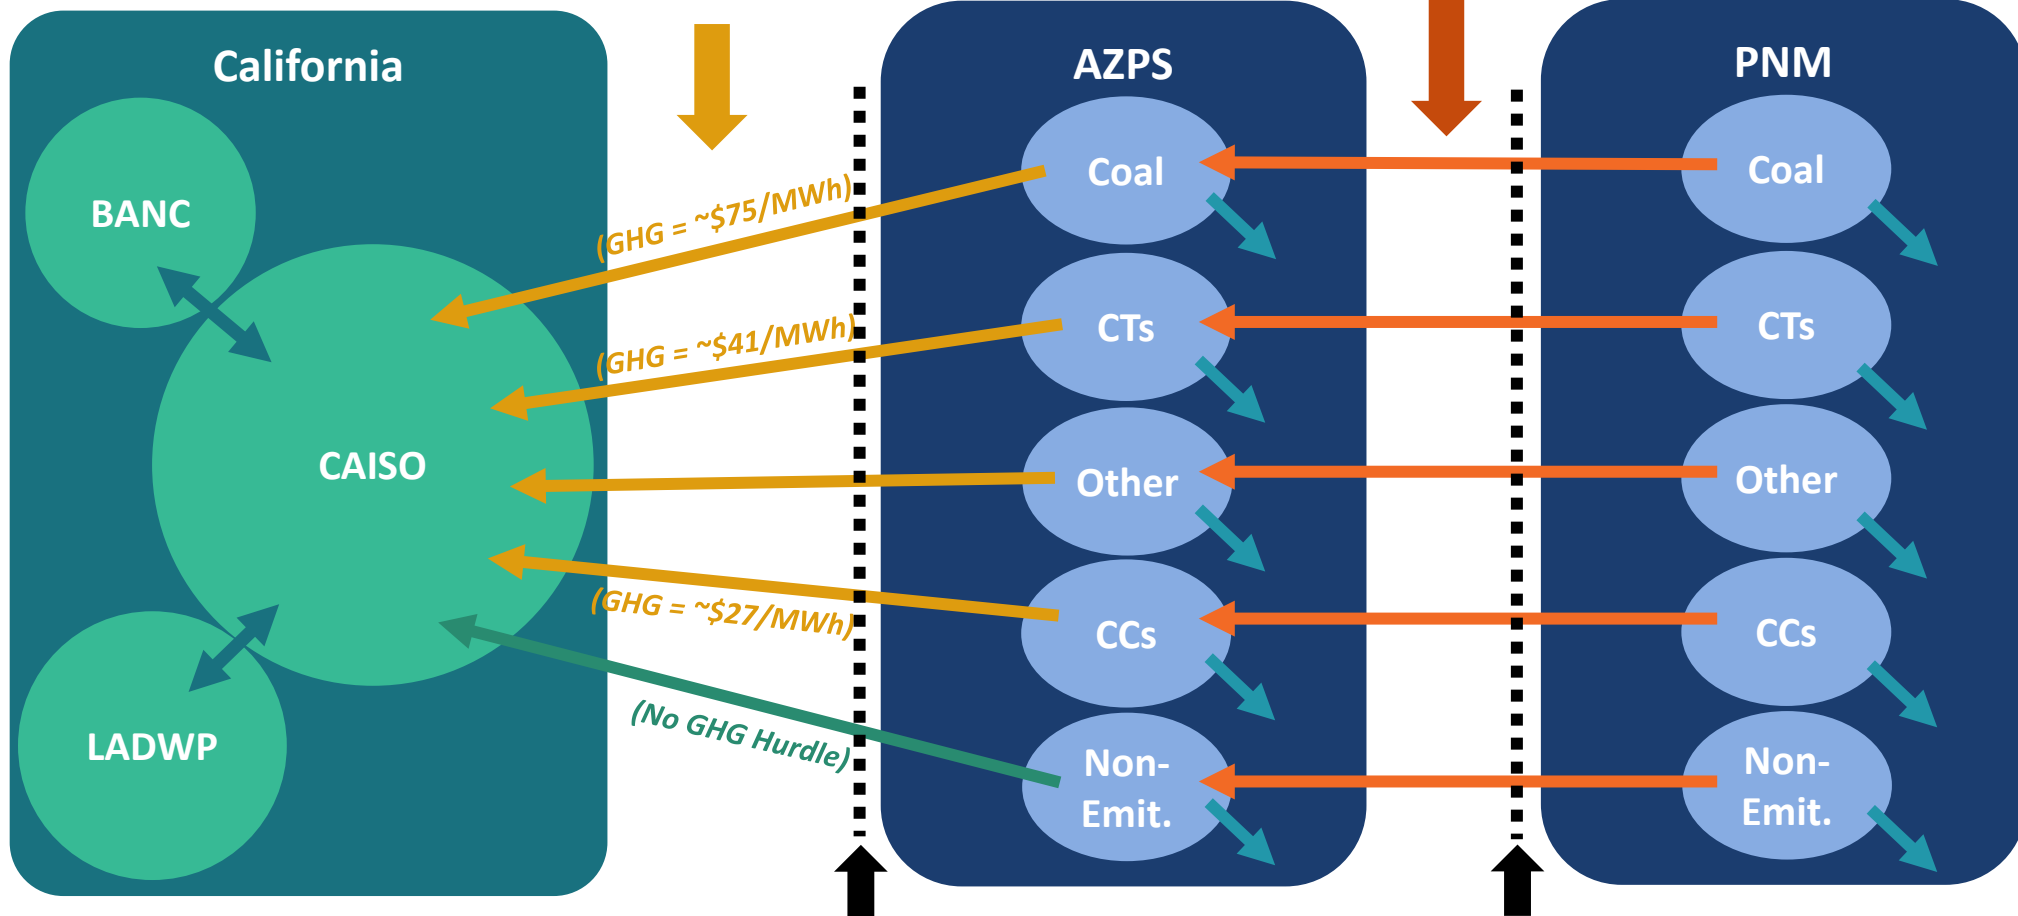 California
BANC
CAISO
LADWP
(GHG = ~$75/MWh)
(GHG = ~$41/MWh)
(GHG = ~$27/MWh)
(No GHG Hurdle)
AZPS
Coal
CTs
Other
CCs
Non-
Emit.
PNM
Coal
CTs
Other
CCs
Non-
Emit.